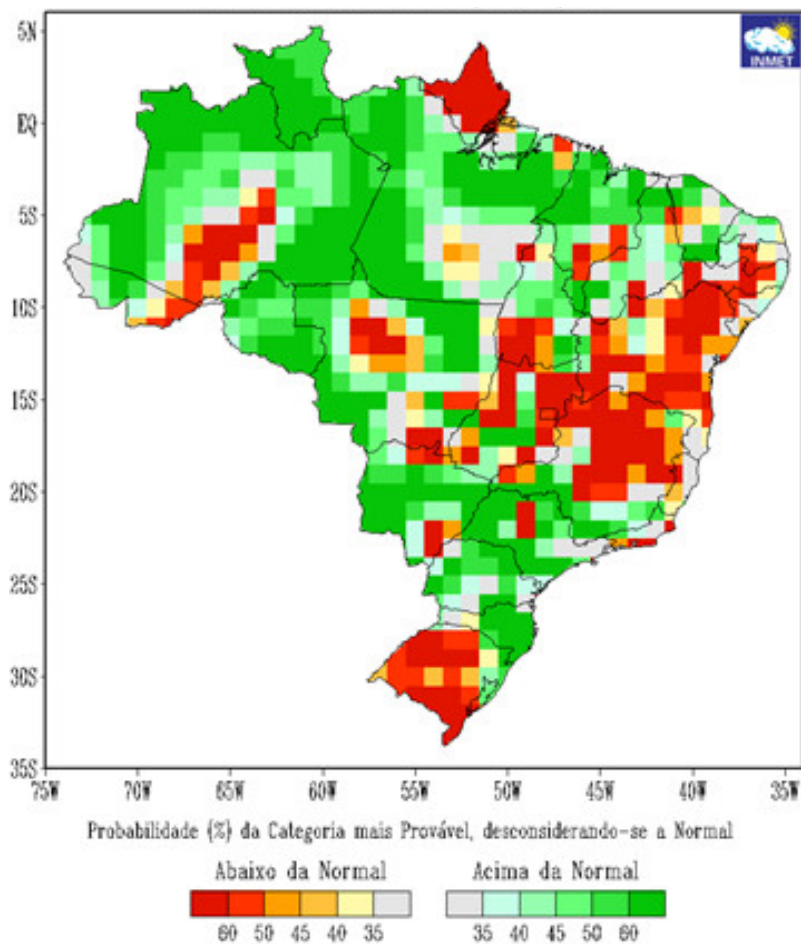 INMET
5N
EQ
5S
10S
15S
20S
25S
30S
35S
75W 70W 65W 60W 55W 50W 45W 40W 35W
Probabilidade (%) da Categoria mais Provável, desconsiderando-se a Normal
Abaixo da Normal Acima da Normal
60 50 45 40 35 35 40 45 50 60